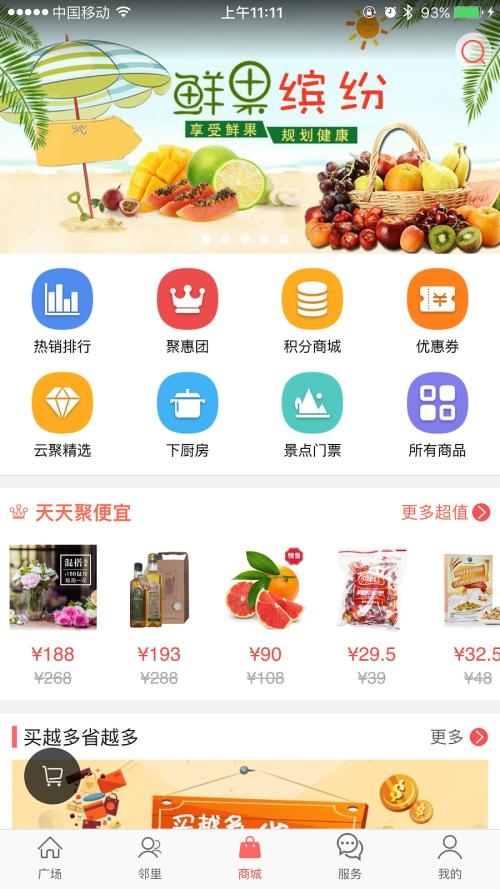 中国移动 上午11:11 93%
鲜果缤纷
享受鲜果 规划健康
热销排行 聚惠团 积分商城 优惠券
云聚精选 下厨房 景点门票 所有商品
天天聚便宜 更多超值
混搭
预售
¥188 ¥193 ¥90 ¥29.5 ¥32.5
¥268 ¥288 ¥108 ¥39 ¥48
买越多省越多 更多
买越多
广场 邻里 商城 服务 我的